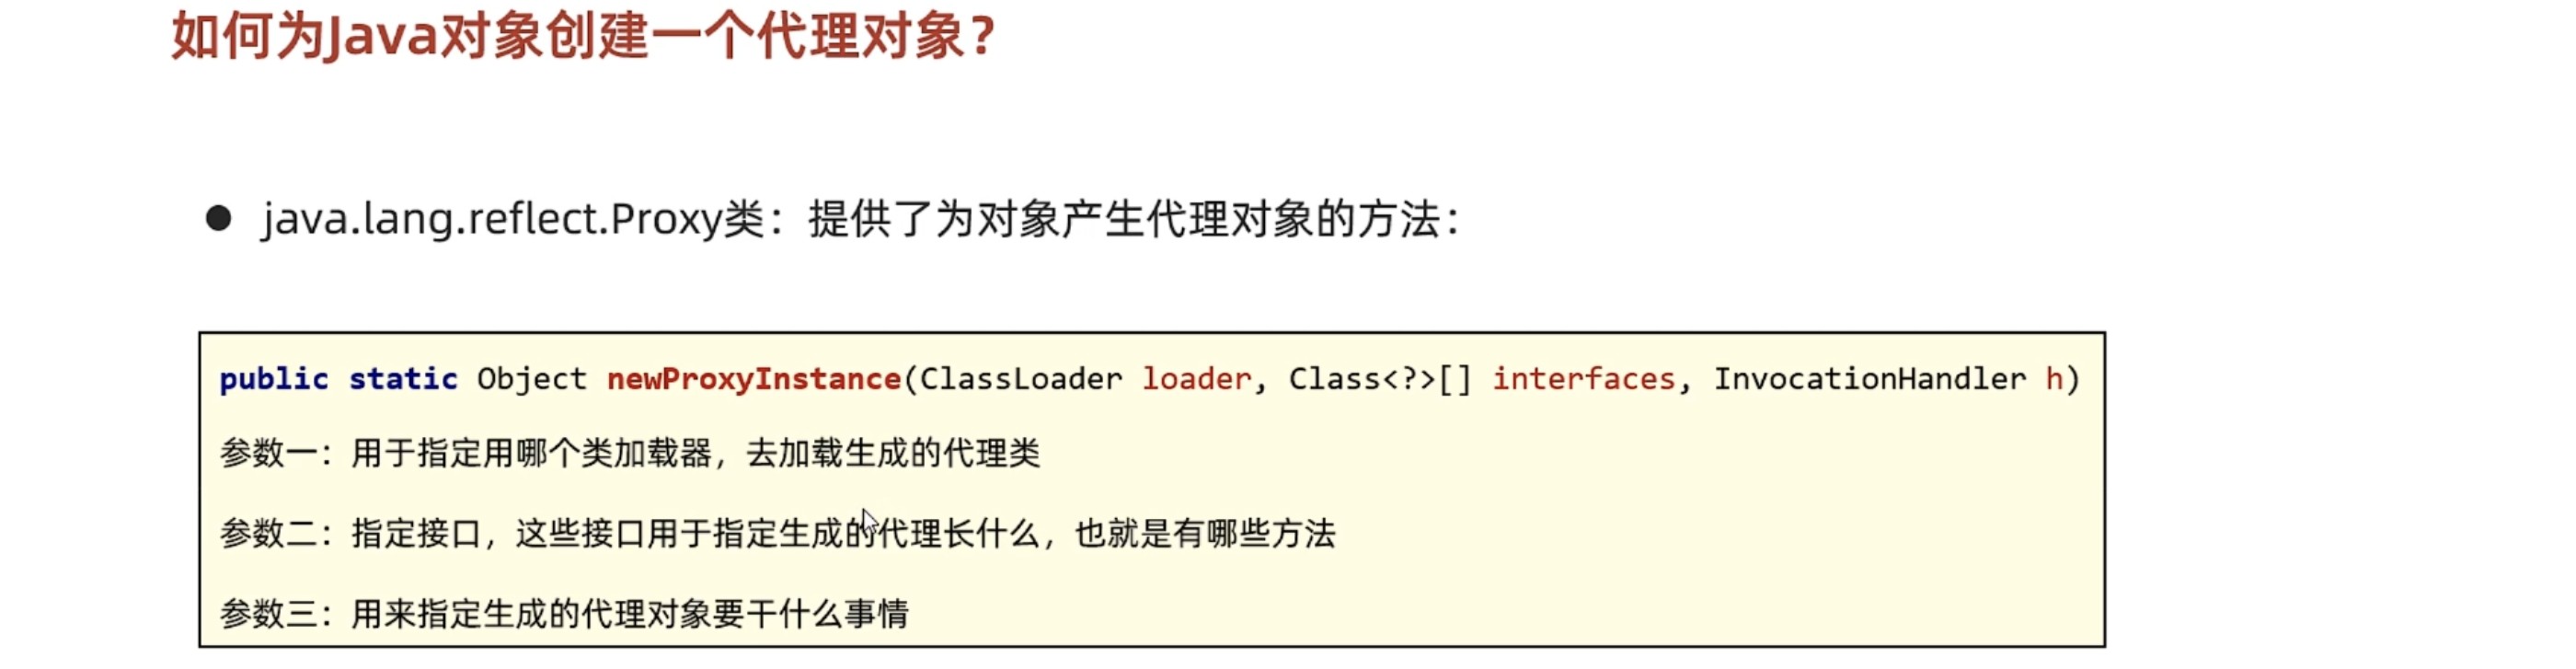 如何为Java对象创建一个代理对象？
● java.lang.reflect.Proxy类：提供了为对象产生代理对象的方法：
public static Object newProxyInstance(ClassLoader loader, Class<?>[] interfaces, InvocationHandler h)
参数一：用于指定用哪个类加载器，去加载生成的代理类
参数二：指定接口，这些接口用于指定生成的代理长什么，也就是有哪些方法
参数三：用来指定生成的代理对象要干什么事情